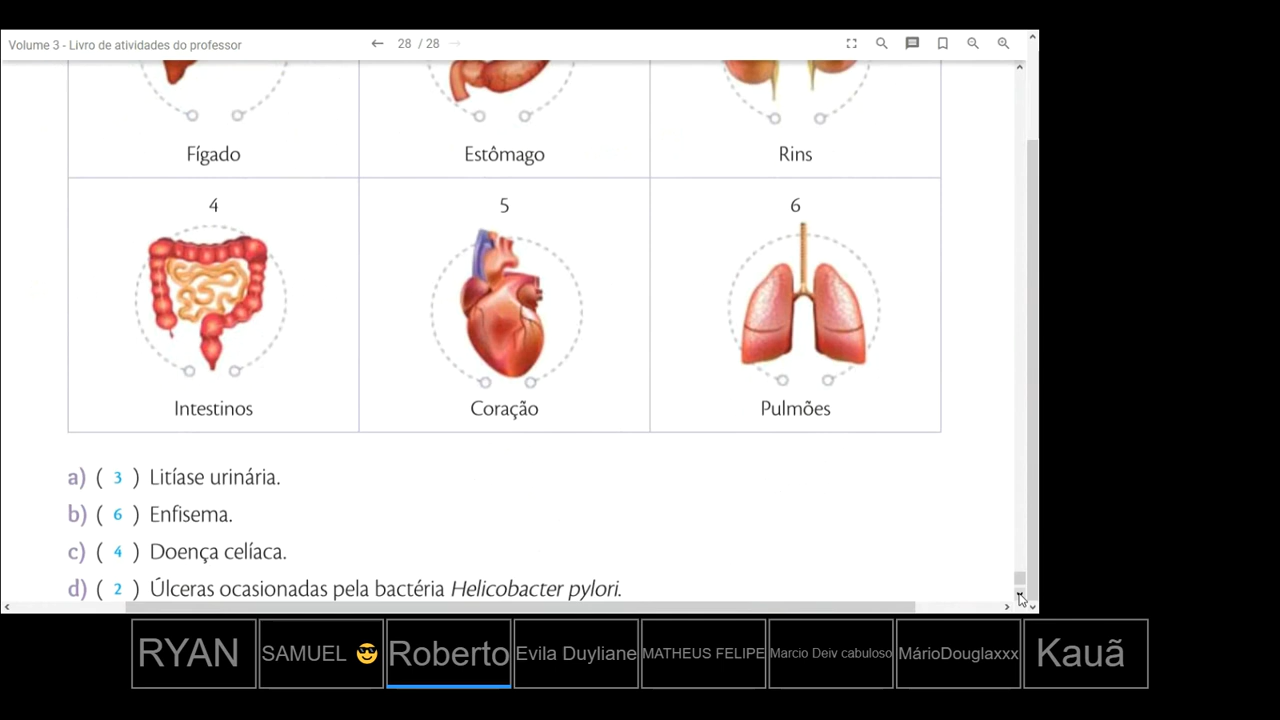 Volume 3 - Livro de atividades do professor
28 / 28
Fígado
Estômago
Rins
4
5
6
Intestinos
Coração
Pulmões
a) ( 3 ) Litíase urinária.
b) ( 6 ) Enfisema.
c) ( 4 ) Doença celíaca.
d) ( 2 ) Úlceras ocasionadas pela bactéria Helicobacter pylori.
RYAN
SAMUEL 😎
Roberto
Evila Duyliane
MATHEUS FELIPE
Marcio Deiv cabuloso
MárioDouglaxxx
Kauã